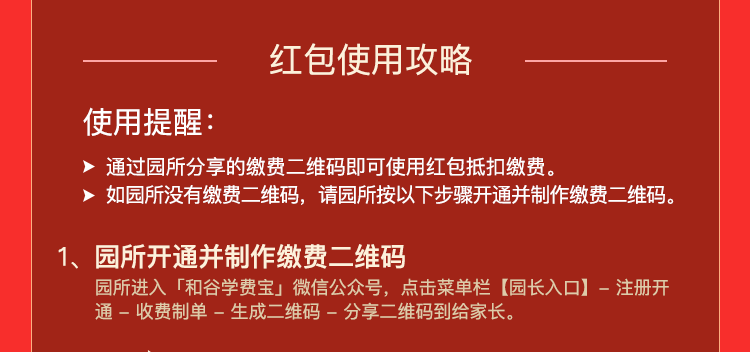 红包使用攻略
使用提醒：
➤ 通过园所分享的缴费二维码即可使用红包抵扣缴费。
➤ 如园所没有缴费二维码，请园所按以下步骤开通并制作缴费二维码。
1、园所开通并制作缴费二维码
园所进入「和谷学费宝」微信公众号，点击菜单栏【园长入口】– 注册开
通 – 收费制单 – 生成二维码 – 分享二维码到给家长。